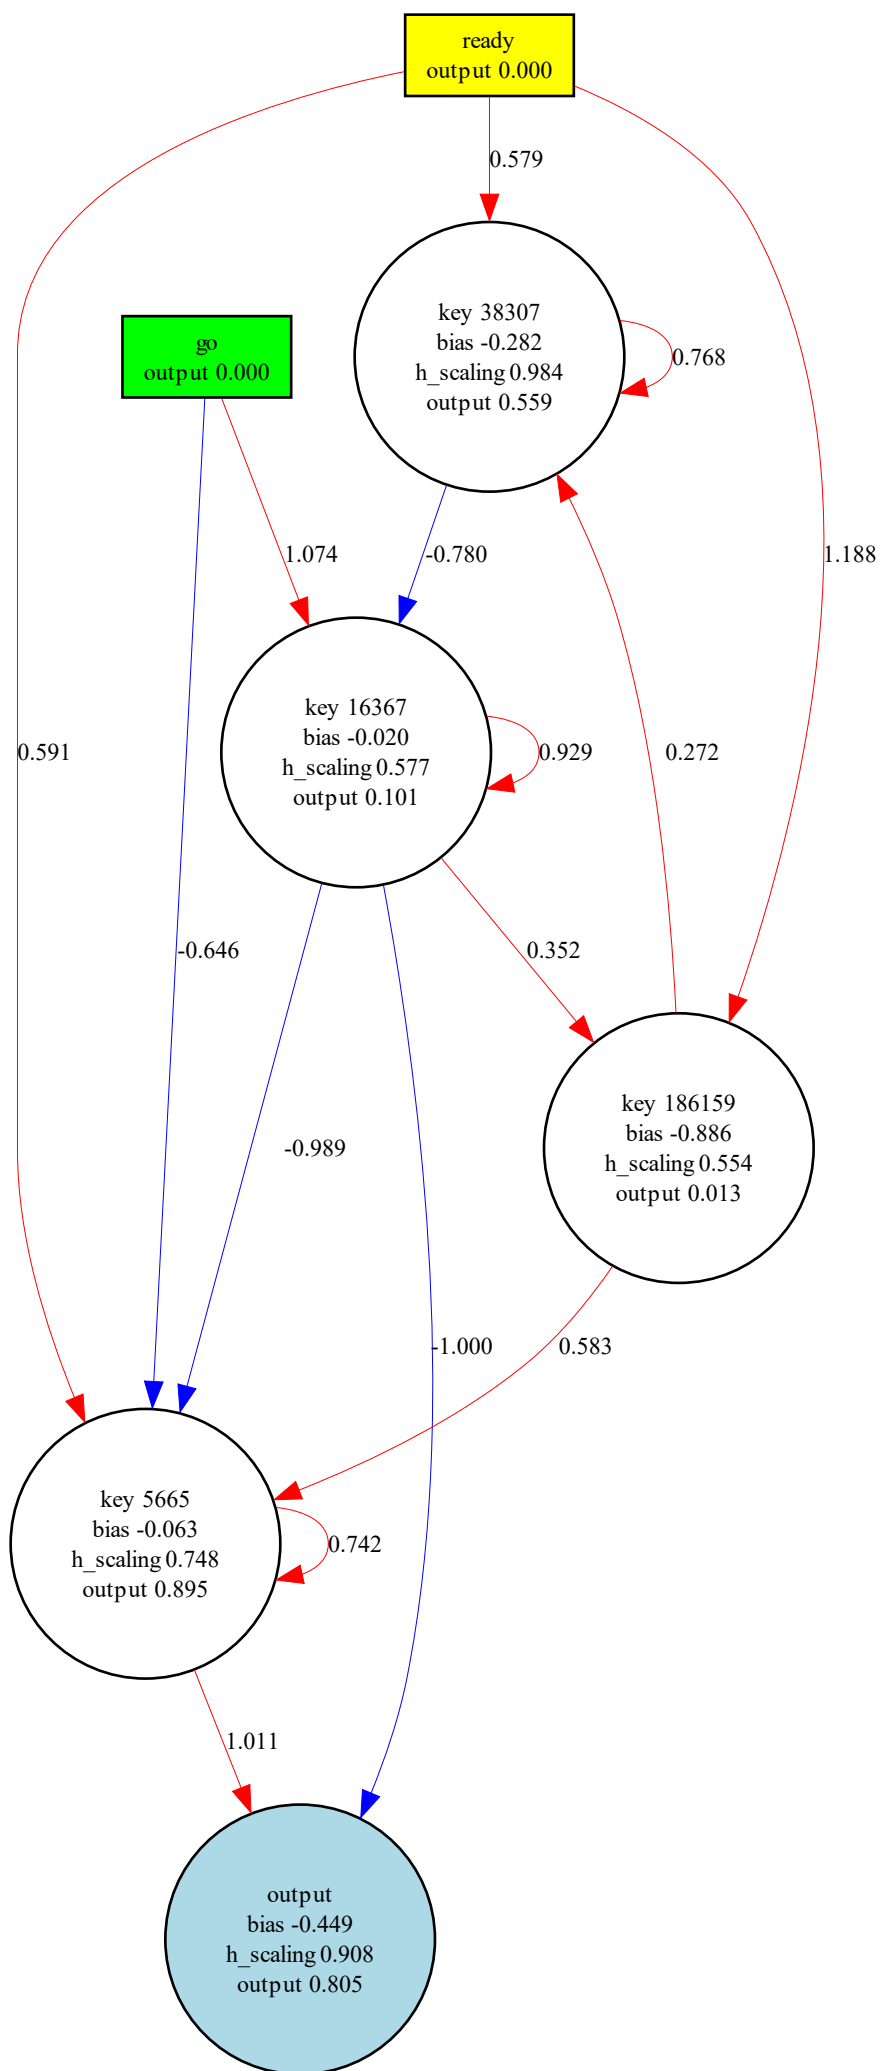 ready
output 0.000
0.579
go
output 0.000
key 38307
bias -0.282
h_scaling 0.984
output 0.559
0.768
1.074
-0.780
1.188
0.591
key 16367
bias -0.020
h_scaling 0.577
output 0.101
0.929
0.272
-0.646
0.352
-0.989
key 186159
bias -0.886
h_scaling 0.554
output 0.013
-1.000
0.583
key 5665
bias -0.063
h_scaling 0.748
output 0.895
0.742
1.011
output
bias -0.449
h_scaling 0.908
output 0.805